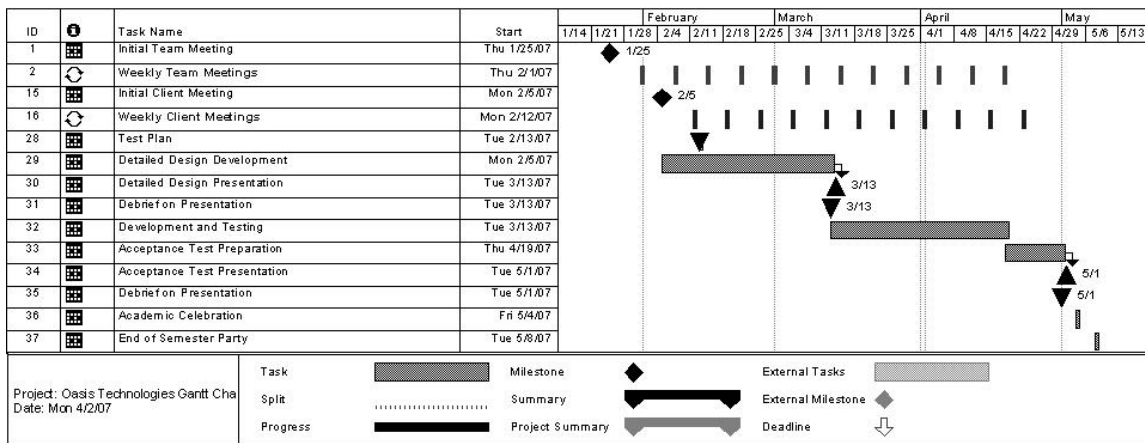 February March April May
ID Task Name Start 1/14 1/21 1/28 2/4 2/11 2/18 2/25 3/4 3/11 3/18 3/25 4/1 4/8 4/15 4/22 4/29 5/6 5/13
1 Initial Team Meeting Thu 1/25/07 1/25
2 Weekly Team Meetings Thu 2/1/07
15 Initial Client Meeting Mon 2/5/07 2/5
16 Weekly Client Meetings Mon 2/12/07
28 Test Plan Tue 2/13/07
29 Detailed Design Development Mon 2/5/07
30 Detailed Design Presentation Tue 3/13/07 3/13
31 Debrief on Presentation Tue 3/13/07 3/13
32 Development and Testing Tue 3/13/07
33 Acceptance Test Preparation Thu 4/19/07
34 Acceptance Test Presentation Tue 5/1/07 5/1
35 Debrief on Presentation Tue 5/1/07 5/1
36 Academic Celebration Fri 5/4/07
37 End of Semester Party Tue 5/8/07
Project: Oasis Technologies Gantt Cha
Date: Mon 4/2/07
Task Milestone External Tasks
Split Summary External Milestone
Progress Project Summary Deadline